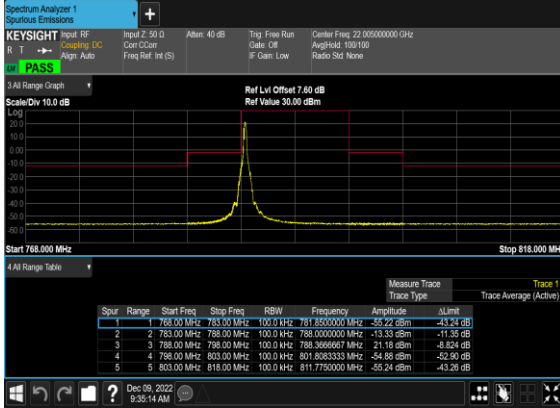 Spectrum Analyzer 1
Spurious Emissions
+
KEYSIGHT Input: RF Input Z: 50 Ω Atten: 40 dB Trig: Free Run Center Freq: 22.005000000 GHz
R T Coupling: DC Corr CCorr Gate: Off Avg|Hold: 100/100
Align: Auto Freq Ref: Int (S) IF Gain: Low Radio Std: None
PASS
3 All Range Graph
Ref Lvl Offset 7.60 dB
Scale/Div 10.0 dB Ref Value 30.00 dBm
Log
20.0
10.0
0.00
-10.0
-20.0
-30.0
-40.0
-50.0
-60.0
Start 768.000 MHz Stop 818.000 MH
4 All Range Table
Measure Trace Trace 1
Trace Type Trace Average (Active)
Spur Range Start Freq Stop Freq RBW Frequency Amplitude ΔLimit
1 1 768.00 MHz 783.00 MHz 100.0 kHz 781.8500000 MHz -55.22 dBm -43.24 dB
2 2 783.00 MHz 788.00 MHz 100.0 kHz 788.0000000 MHz -13.33 dBm -11.35 dB
3 3 788.00 MHz 798.00 MHz 100.0 kHz 788.3666667 MHz 21.18 dBm -8.824 dB
4 4 798.00 MHz 803.00 MHz 100.0 kHz 801.8083333 MHz -54.88 dBm -52.90 dB
5 5 803.00 MHz 818.00 MHz 100.0 kHz 811.7750000 MHz -55.24 dBm -43.26 dB
? Dec 09, 2022
9:35:14 AM